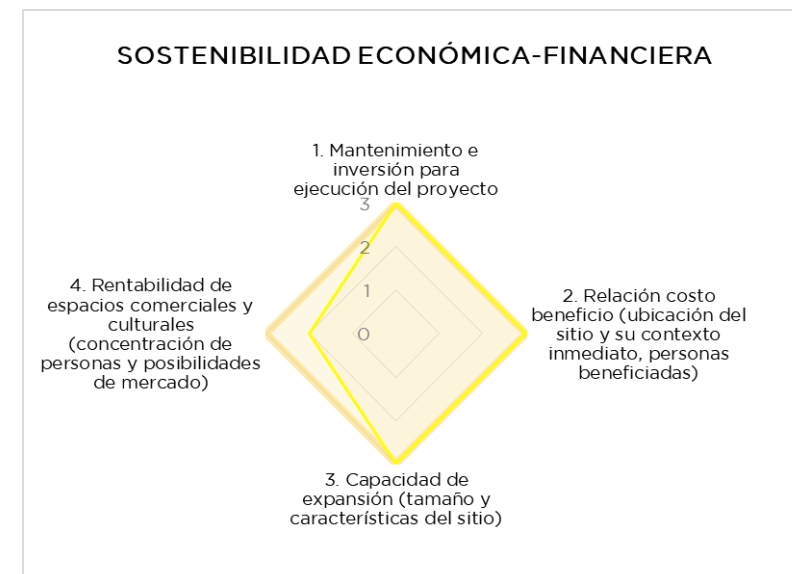 SOSTENIBILIDAD ECONÓMICA-FINANCIERA
1. Mantenimiento e
inversión para
ejecución del proyecto
3
2
1
0
2. Relación costo
beneficio (ubicación del
sitio y su contexto
inmediato, personas
beneficiadas)
3. Capacidad de
expansión (tamaño y
características del sitio)
4. Rentabilidad de
espacios comerciales y
culturales
(concentración de
personas y posibilidades
de mercado)